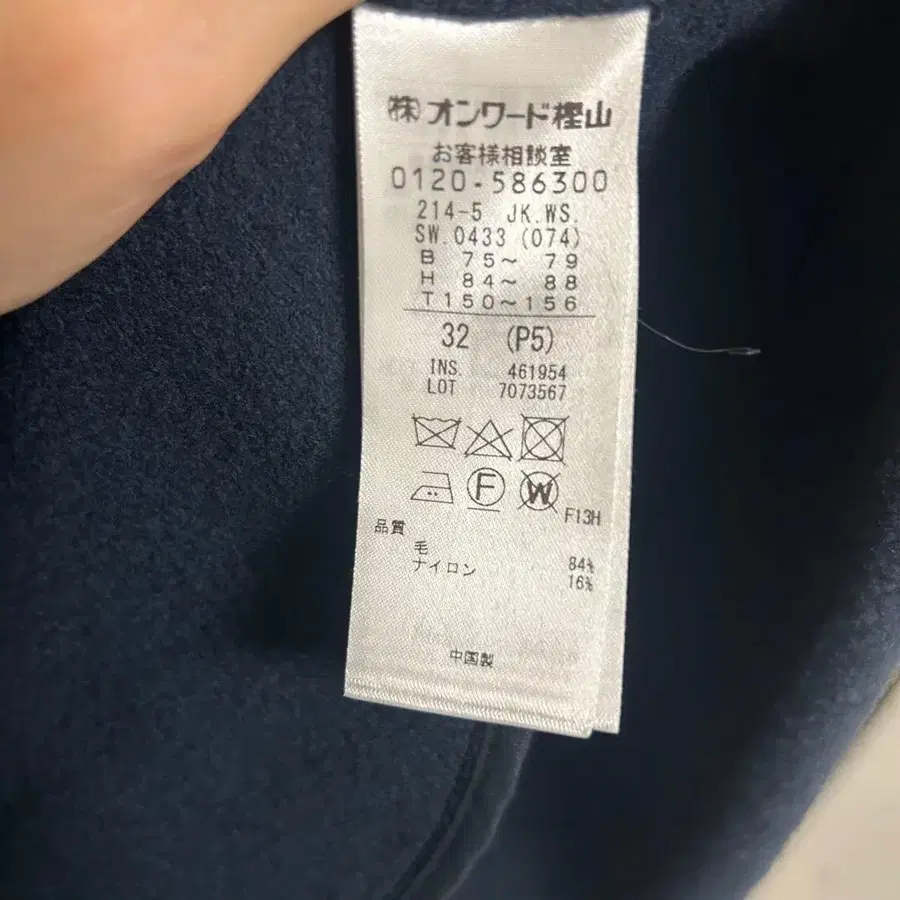 ㈱オンワード樫山
お客様相談室
0120-586300
214-5 JK.WS.
SW.0433 (074)
B 75～ 79
H 84～ 88
T150～156
32 (P5)
INS 461954
LOT 7073567
F
W
F13H
品質
毛 84%
ナイロン 16%
中国製